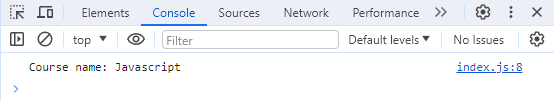 Elements Console Sources Network Performance »
top Filter Default levels No Issues
Course name: Javascript index.js:8
>